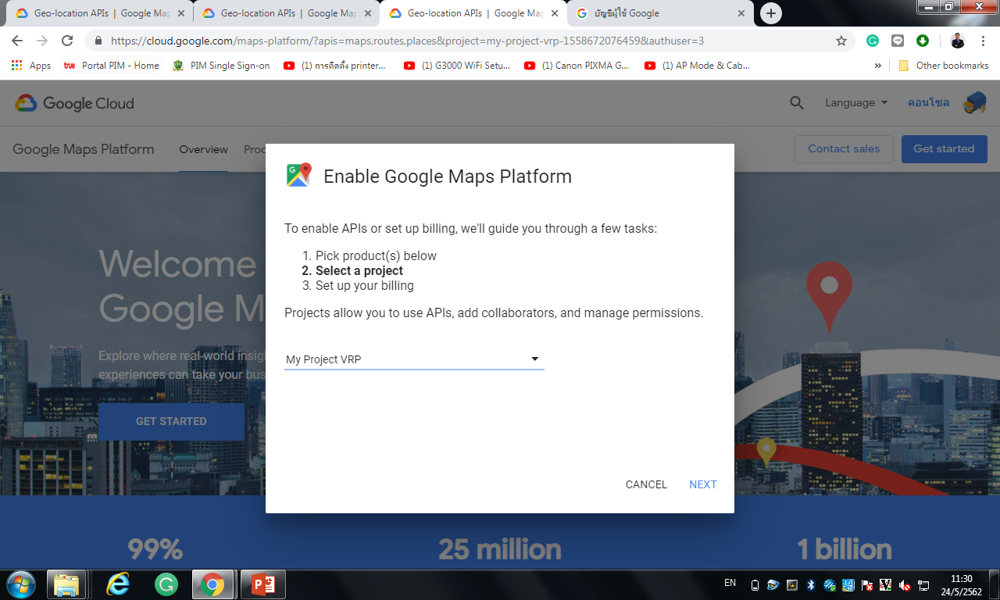 Geo-location APIs | Google Map
Geo-location APIs | Google Map
Geo-location APIs | Google Map
บัญชีผู้ใช้ Google
https://cloud.google.com/maps-platform/?apis=maps,routes,places&project=my-project-vrp-1558672076459&authuser=3
Apps
true
Portal PIM - Home
PIM Single Sign-on
(1) การติดตั้ง printer...
(1) G3000 WiFi Setu...
(1) Canon PIXMA G...
(1) AP Mode & Cab...
»
Other bookmarks
Google Cloud
Language
คอนโซล
Google Maps Platform
Overview
Proc
Contact sales
Get started
Welcome
Google M
Explore where real-world insig
experiences can take your bus
GET STARTED
Enable Google Maps Platform
To enable APIs or set up billing, we'll guide you through a few tasks:
1. Pick product(s) below
2. Select a project
3. Set up your billing
Projects allow you to use APIs, add collaborators, and manage permissions.
My Project VRP
CANCEL
NEXT
99%
25 million
1 billion
EN
11:30
24/5/2562